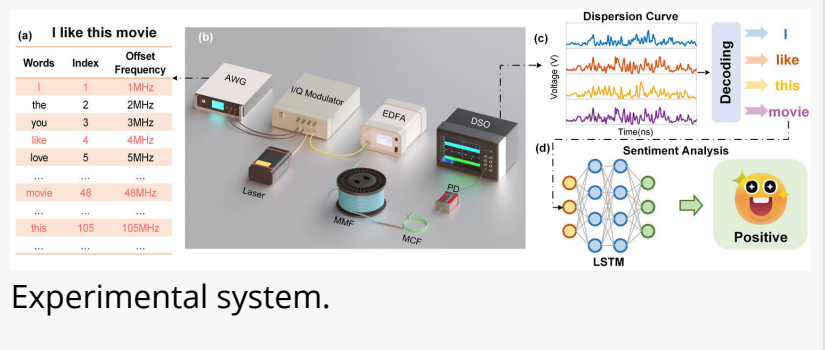 (a) I like this movie
Words Index Offset Frequency
I 1 1MHz
the 2 2MHz
you 3 3MHz
like 4 4MHz
love 5 5MHz
... ... ...
movie 48 48MHz
... ... ...
this 105 105MHz
... ... ...
(b)
AWG
I/Q Modulator
EDFA
DSO
Laser
MMF
MCF
PD
(c)
Dispersion Curve
Voltage (V)
Time(ns)
Decoding
I
like
this
movie
(d)
Sentiment Analysis
LSTM
Positive
Experimental system.